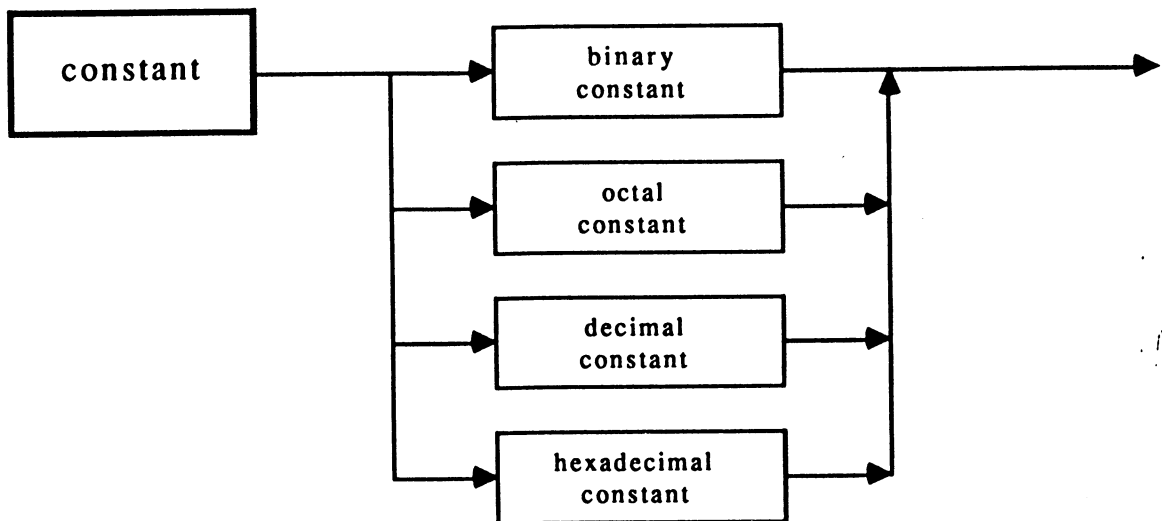 constant
binary
constant
octal
constant
decimal
constant
hexadecimal
constant